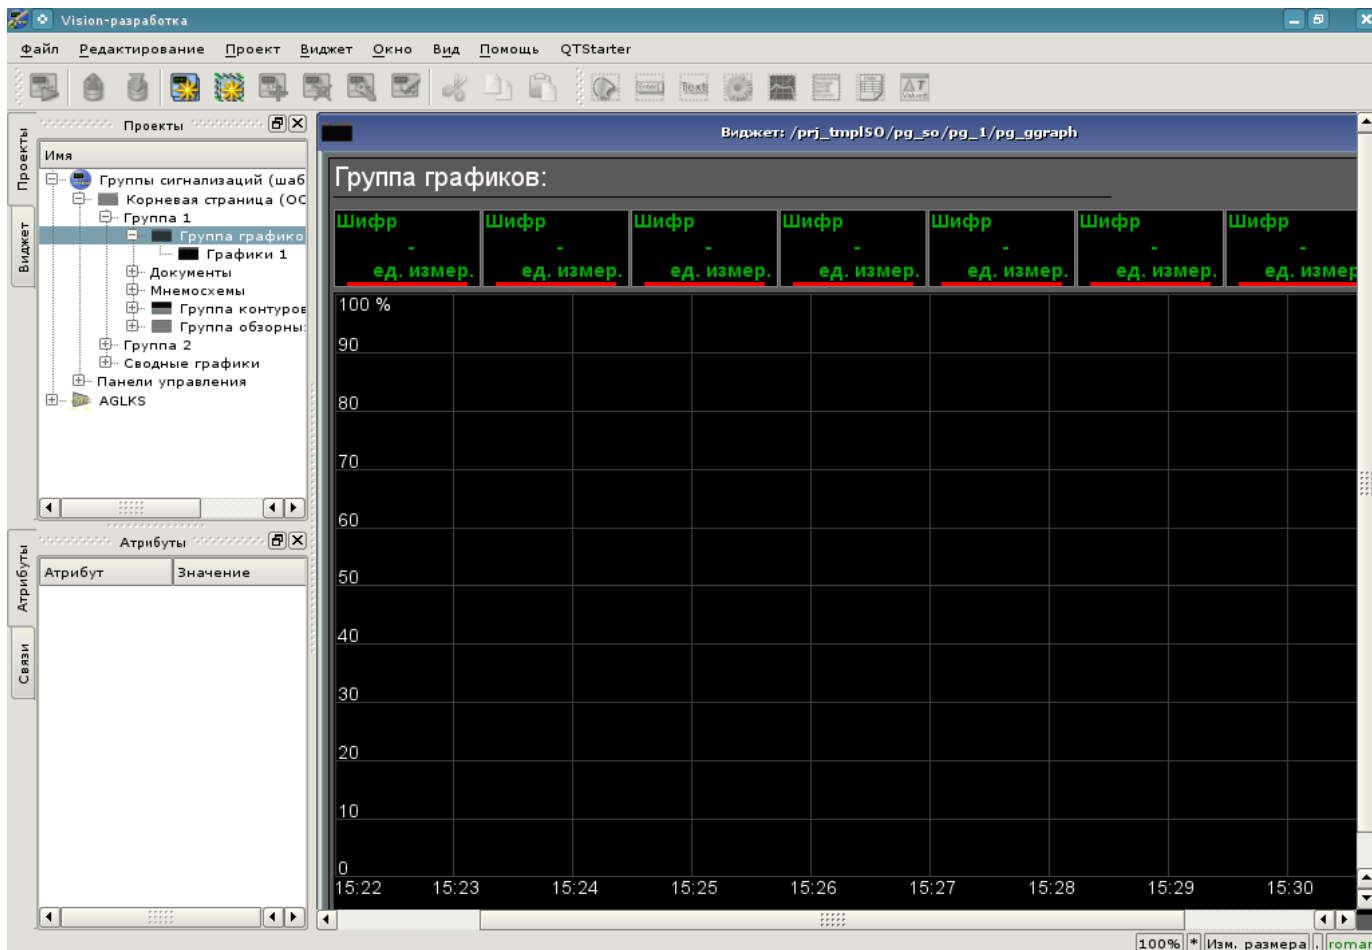 Vision-разработка
Файл Редактирование Проект Виджет Окно Вид Помощь QTStarter
Text
Проекты
Виджет
Проекты
Имя
Группы сигнализаций (шаб
Корневая страница (ОС
Группа 1
Группа графико
Графики 1
Документы
Мнемосхемы
Группа контуров
Группа обзорны
Группа 2
Сводные графики
Панели управления
AGLKS
Атрибуты
Связи
Атрибуты
Атрибут Значение
Виджет: /prj_tmplSO/pg_so/pg_1/pg_ggraph
Группа графиков:
Шифр Шифр Шифр Шифр Шифр Шифр Шифр
- - - - - - -
ед. измер. ед. измер. ед. измер. ед. измер. ед. измер. ед. измер. ед. измер
100 %
90
80
70
60
50
40
30
20
10
0
15:22 15:23 15:24 15:25 15:26 15:27 15:28 15:29 15:30
100% * Изм. размера . roman